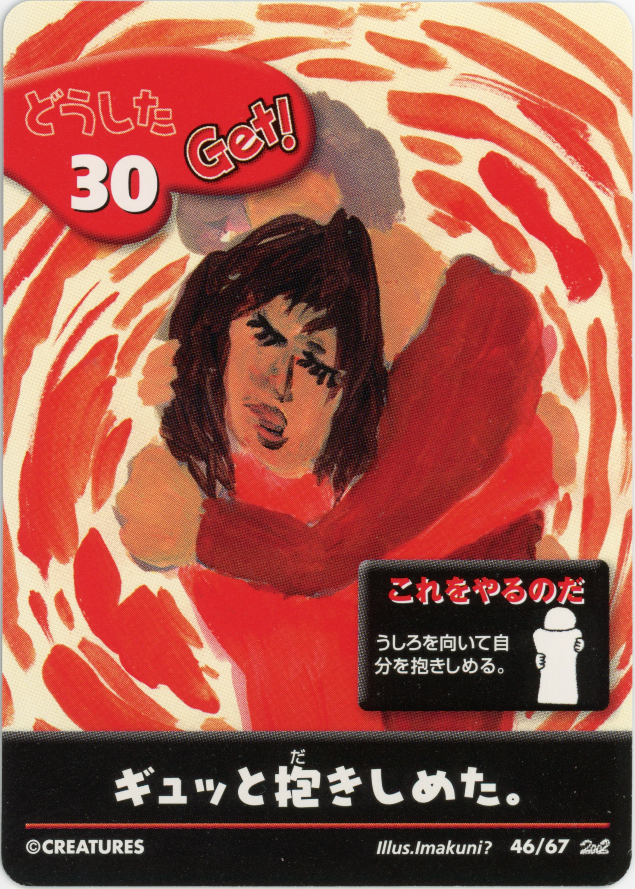 どうした
30
Get!
これをやるのだ
うしろを向いて自
分を抱きしめる。
だ
ギュッと抱きしめた。
©CREATURES
Illus.Imakuni?
46/67